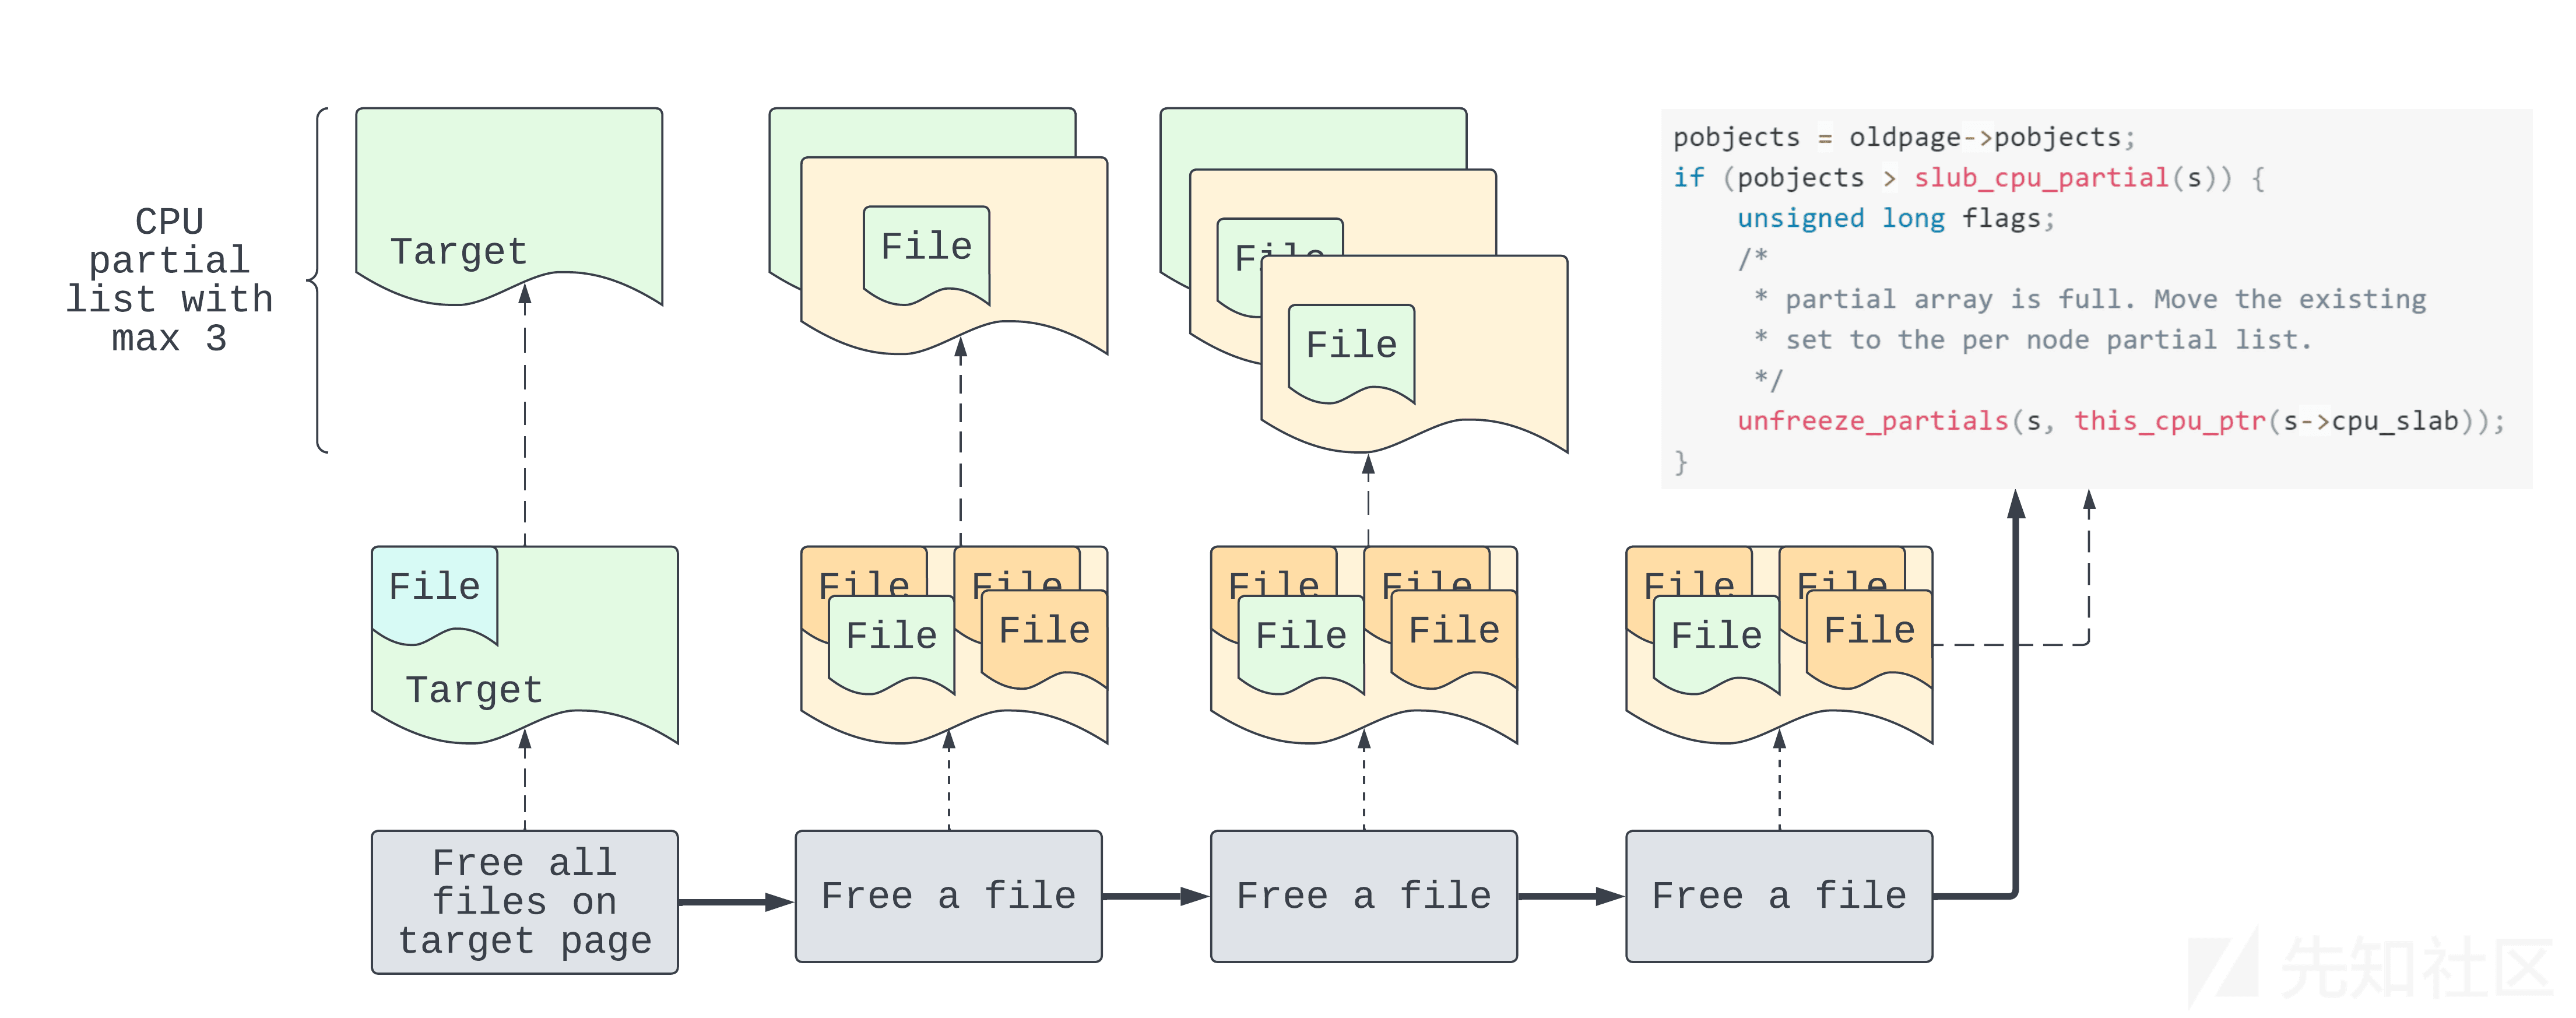 CPU
partial
list with
max 3
Target
File
File
File
pobjects = oldpage->pobjects;
if (pobjects > slub_cpu_partial(s)) {
unsigned long flags;
/*
* partial array is full. Move the existing
* set to the per node partial list.
*/
unfreeze_partials(s, this_cpu_ptr(s->cpu_slab));
}
File
Target
File
File
File
File
File
File
File
File
File
File
File
File
Free all
files on
target page
Free a file
Free a file
Free a file
先知社区